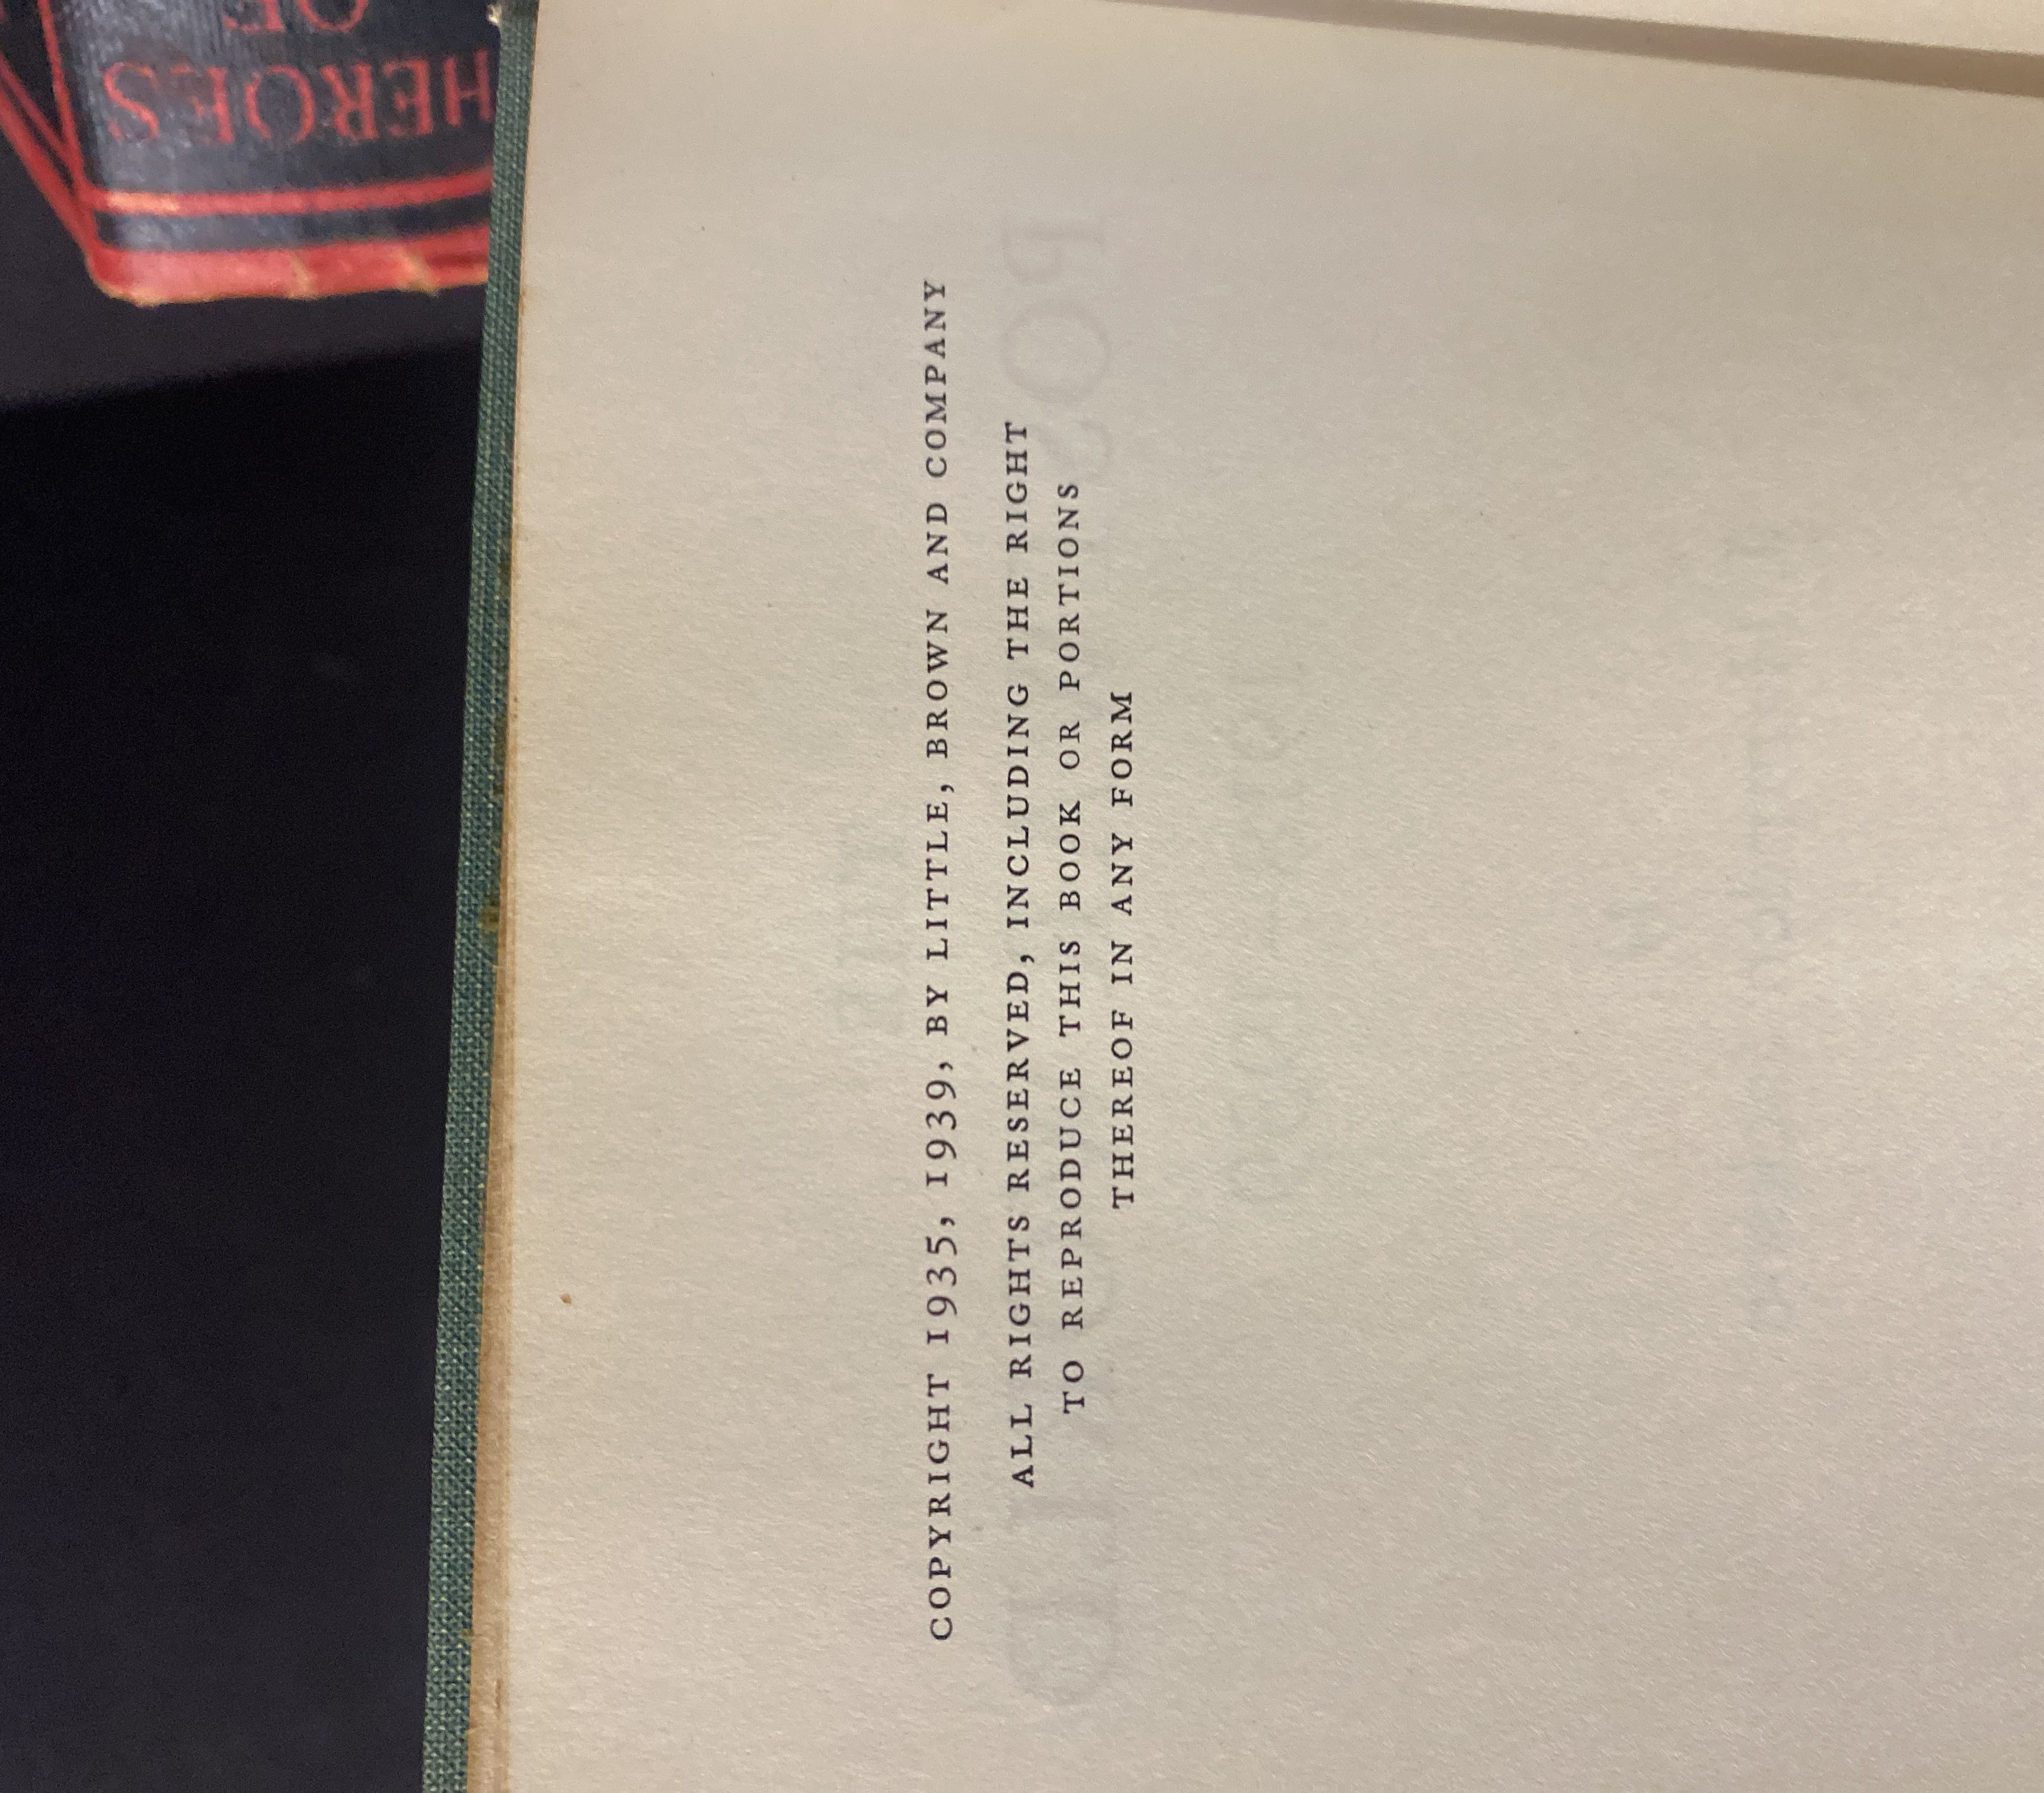 COPYRIGHT 1935, 1939, BY LITTLE, BROWN AND COMPANY
ALL RIGHTS RESERVED, INCLUDING THE RIGHT
TO REPRODUCE THIS BOOK OR PORTIONS
THEREOF IN ANY FORM
HEROES
OF